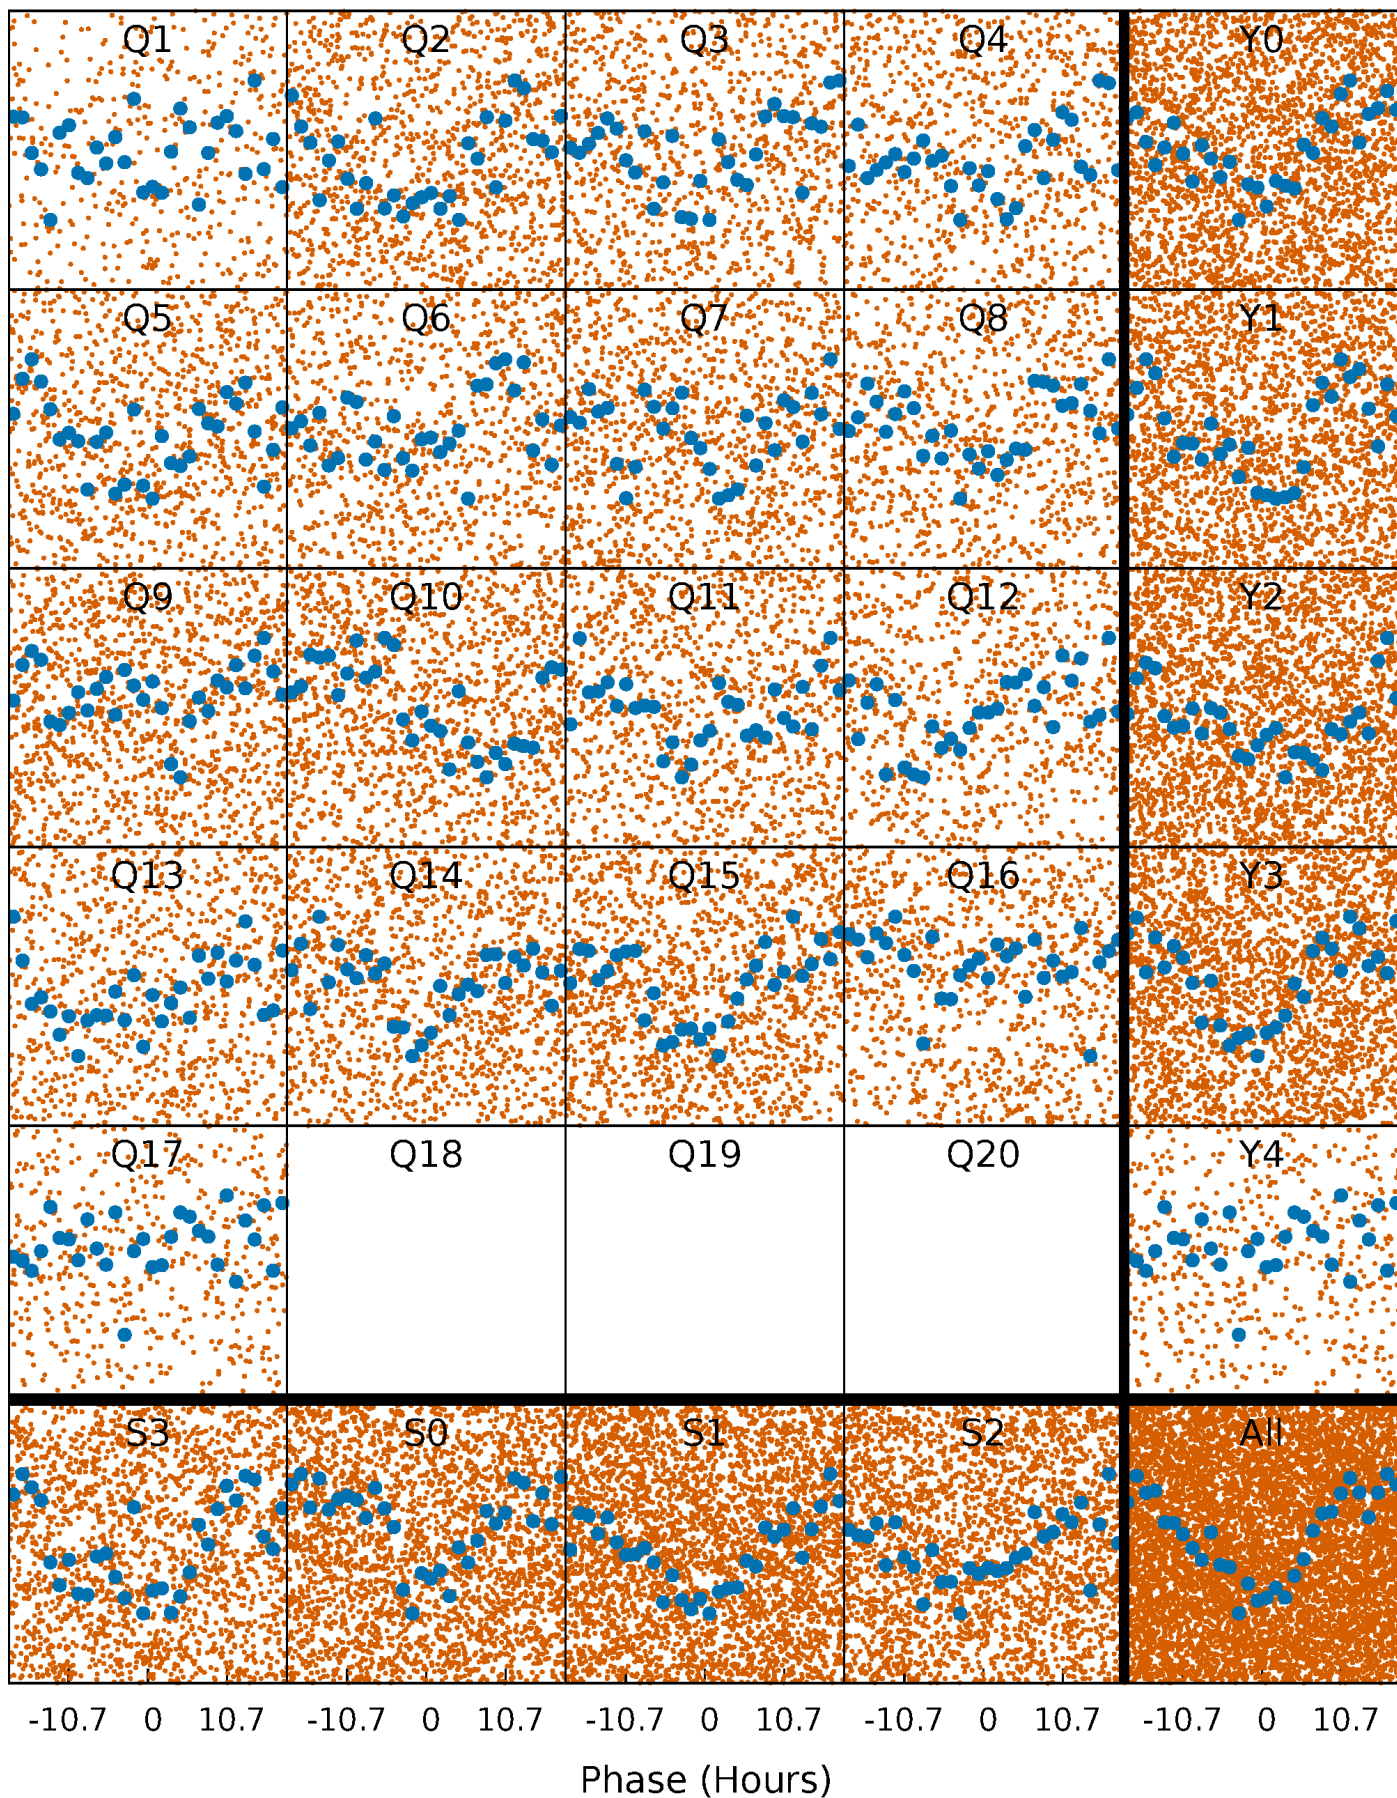 Q1 Q2 Q3 Q4 Y0
Q5 Q6 Q7 Q8 Y1
Q9 Q10 Q11 Q12 Y2
Q13 Q14 Q15 Q16 Y3
Q17 Q18 Q19 Q20 Y4
S3 S0 S1 S2 All
-10.7 0 10.7 -10.7 0 10.7 -10.7 0 10.7 -10.7 0 10.7 -10.7 0 10.7
Phase (Hours)